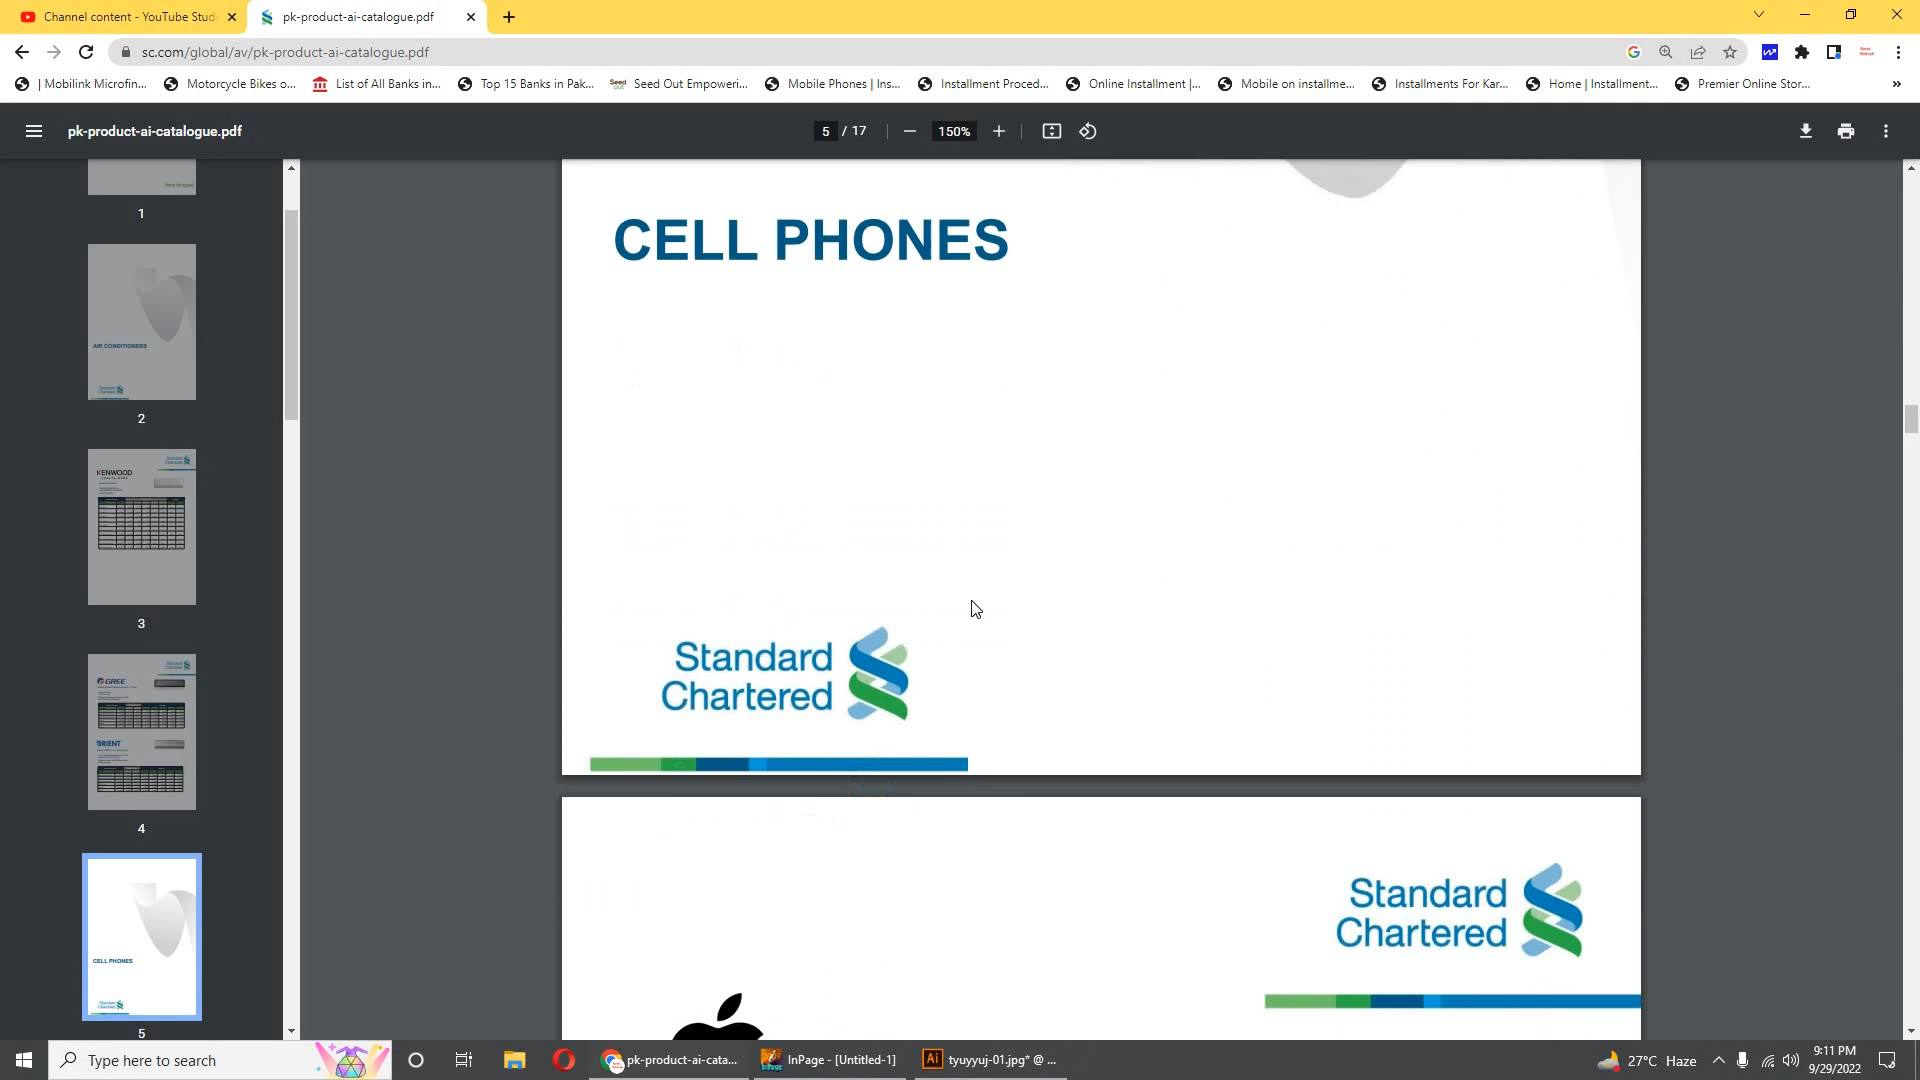 Channel content - YouTube Stud
pk-product-ai-catalogue.pdf
sc.com/global/av/pk-product-ai-catalogue.pdf
| Mobilink Microfin...
Motorcycle Bikes o...
List of All Banks in...
Top 15 Banks in Pak...
Seed Out Empoweri...
Mobile Phones | Ins...
Installment Proced...
Online Installment |...
Mobile on installme...
Installments For Kar...
Home | Installment...
Premier Online Stor...
pk-product-ai-catalogue.pdf
5 / 17
150%
1
AIR CONDITIONERS
Standard Chartered
2
KENWOOD
3
GREE
ORIENT
4
CELL PHONES
5
CELL PHONES
Standard
Chartered
Standard
Chartered
Type here to search
pk-product-ai-cata...
InPage - [Untitled-1]
Ai
tyuyyuj-01.jpg* @ ...
27°C Haze
9:11 PM
9/29/2022